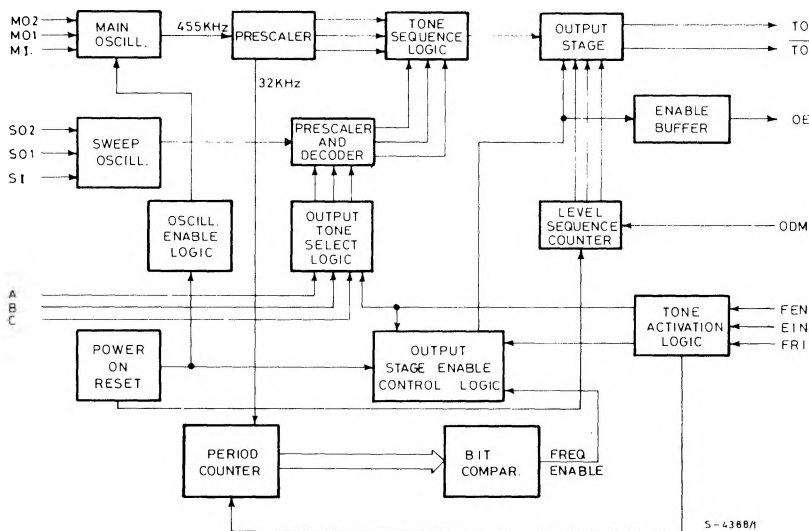 MO2
MO1
MI.
MAIN
OSCILL.
455KHz
PRESCALER
32KHz
TONE
SEQUENCE
LOGIC
OUTPUT
STAGE
TO
TO
ENABLE
BUFFER
OE
SO2
SO1
SI
SWEEP
OSCILL.
PRESCALER
AND
DECODER
OSCILL.
ENABLE
LOGIC
OUTPUT
TONE
SELECT
LOGIC
LEVEL
SEQUENCE
COUNTER
ODM
A
B
C
POWER
ON
RESET
OUTPUT
STAGE ENABLE
CONTROL LOGIC
TONE
ACTIVATION
LOGIC
FEN
EIN
FRI
PERIOD
COUNTER
BIT
COMPAR.
FREQ
ENABLE
S-4388/1